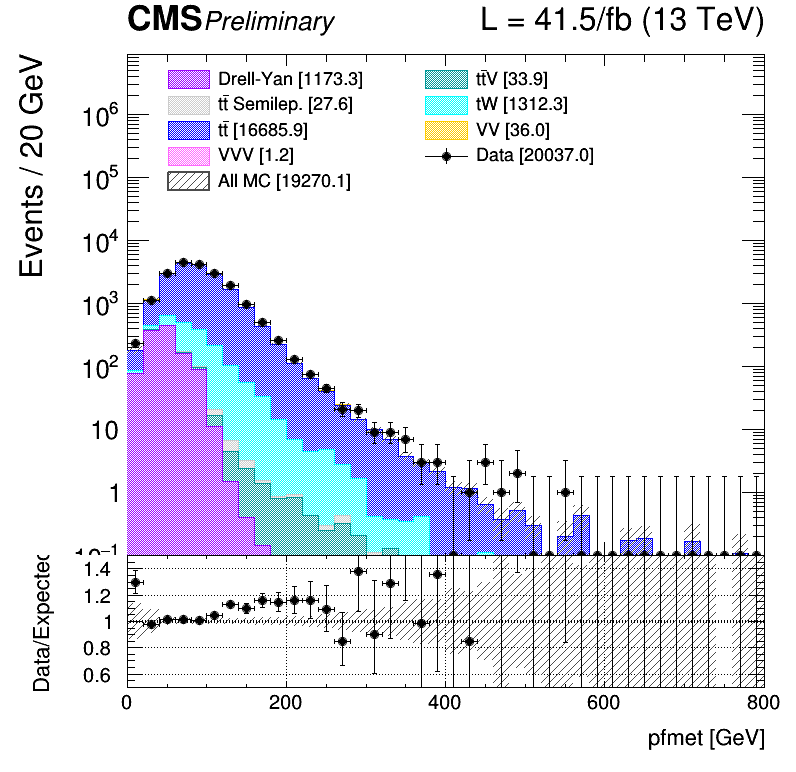 CMS Preliminary L = 41.5/fb (13 TeV)
Events / 20 GeV
Drell-Yan [1173.3]
tt̄ Semilep. [27.6]
tt̄ [16685.9]
VVV [1.2]
All MC [19270.1]
tt̄V [33.9]
tW [1312.3]
VV [36.0]
Data [20037.0]
10⁶
10⁵
10⁴
10³
10²
10
1
10⁻¹
Data/Expected
1.4
1.2
1
0.8
0.6
0 200 400 600 800
pfmet [GeV]